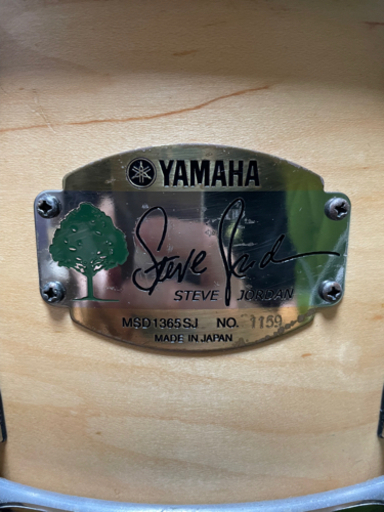 YAMAHA
Steve Jordan
STEVE JORDAN
MSD1365SJ NO. 1159
MADE IN JAPAN